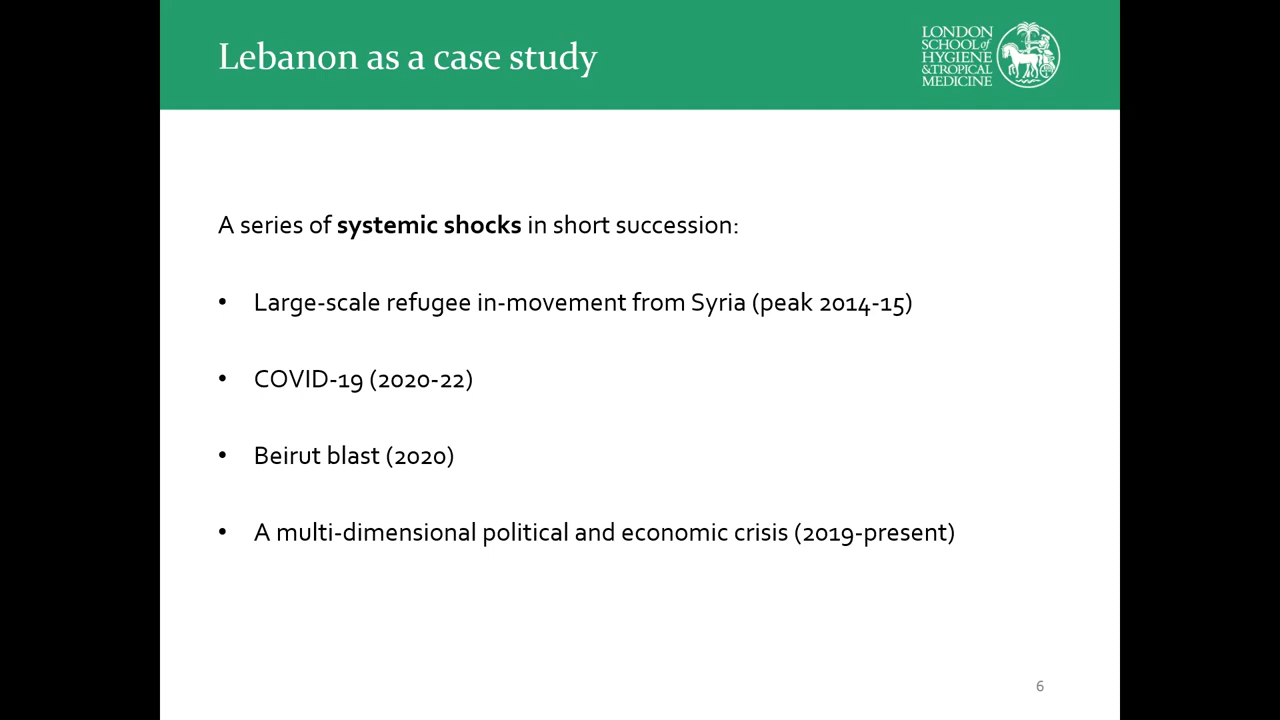 Lebanon as a case study
LONDON
SCHOOL of
HYGIENE
& TROPICAL
MEDICINE
A series of systemic shocks in short succession:
• Large-scale refugee in-movement from Syria (peak 2014-15)
• COVID-19 (2020-22)
• Beirut blast (2020)
• A multi-dimensional political and economic crisis (2019-present)
6